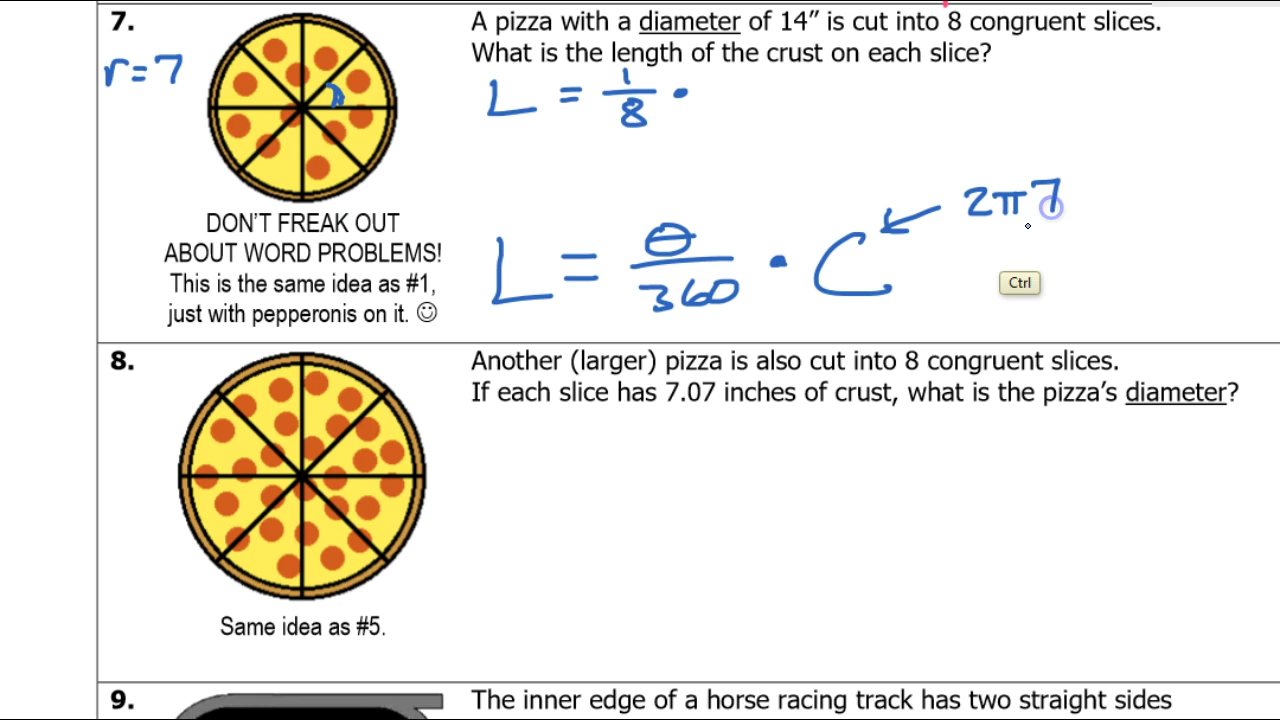 7.
A pizza with a diameter of 14” is cut into 8 congruent slices.
What is the length of the crust on each slice?
r=7
L = 1/8 ·
2π7
L = θ/360 · C
Ctrl
DON’T FREAK OUT
ABOUT WORD PROBLEMS!
This is the same idea as #1,
just with pepperonis on it. ☺
8.
Another (larger) pizza is also cut into 8 congruent slices.
If each slice has 7.07 inches of crust, what is the pizza’s diameter?
Same idea as #5.
9.
The inner edge of a horse racing track has two straight sides